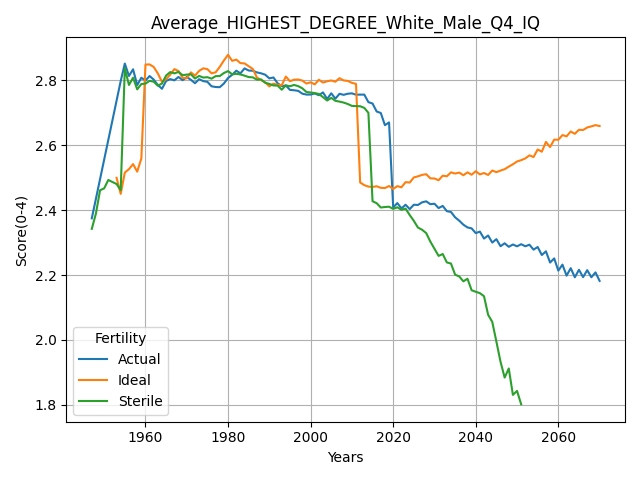 Average_HIGHEST_DEGREE_White_Male_Q4_IQ
Score(0-4)
2.8
2.6
2.4
2.2
2.0
1.8
Fertility
Actual
Ideal
Sterile
1960 1980 2000 2020 2040 2060
Years